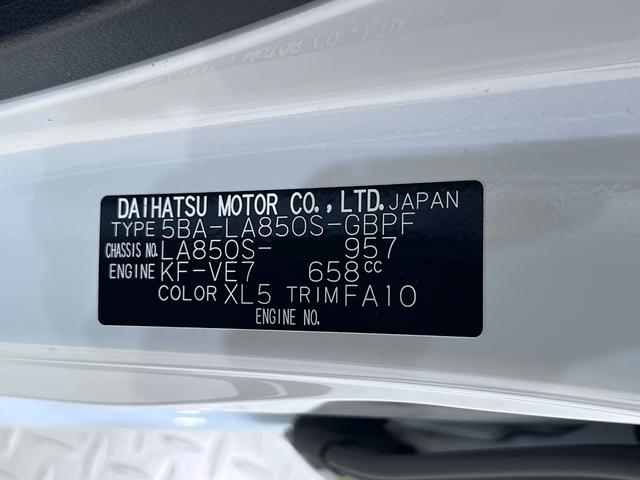 DAIHATSU MOTOR CO., LTD. JAPAN
TYPE 5BA-LA850S-GBPF
CHASSIS NO. LA850S- 957
ENGINE KF-VE7 658cc
COLOR XL5 TRIM FA10
ENGINE NO.